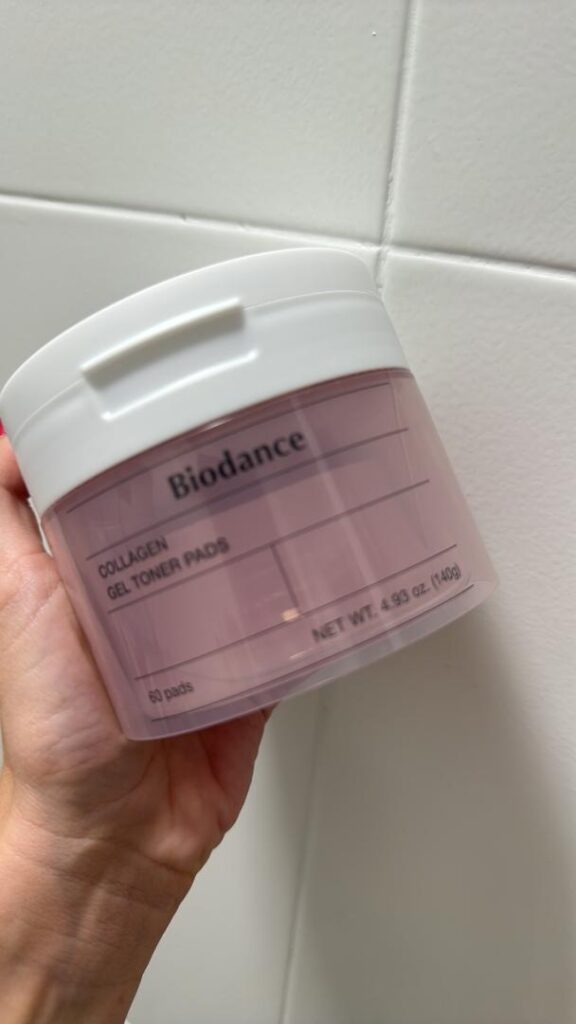 Biodance
COLLAGEN
GEL TONER PADS
NET WT. 4.93 oz. (140g)
60 pads